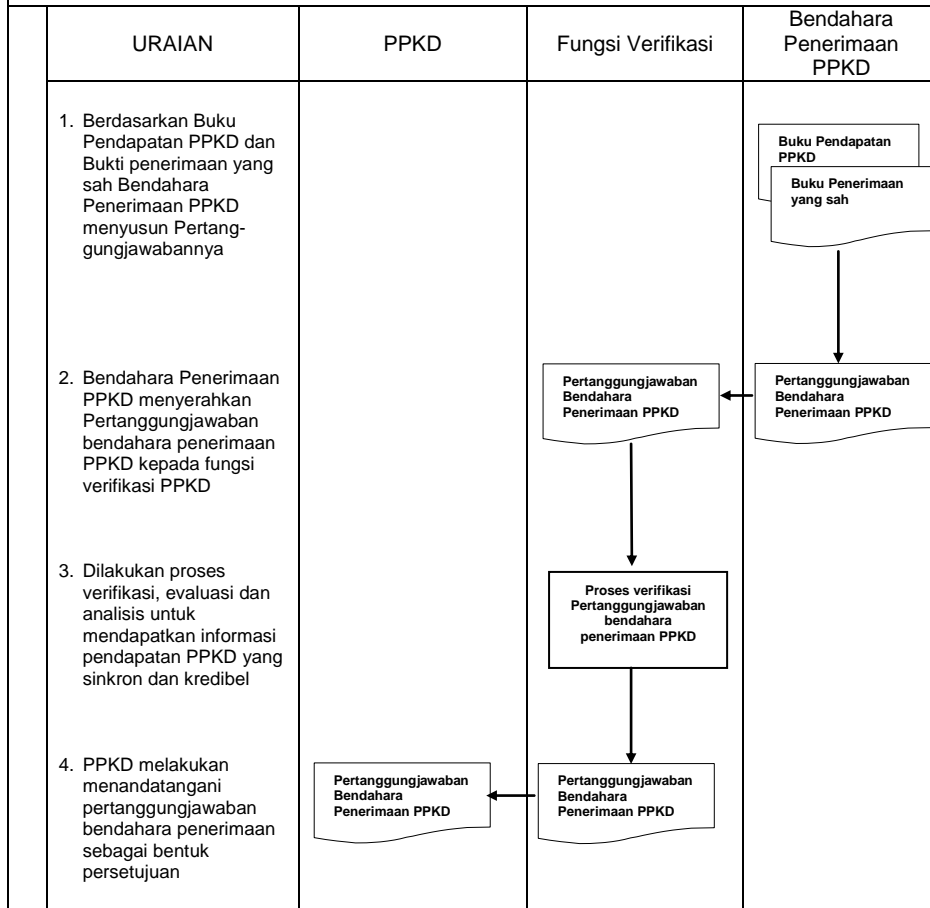 URAIAN
PPKD
Fungsi Verifikasi
Bendahara
Penerimaan
PPKD
1. Berdasarkan Buku
Pendapatan PPKD dan
Bukti penerimaan yang
sah Bendahara
Penerimaan PPKD
menyusun Pertang-
gungjawabannya
Buku Pendapatan
PPKD
Buku Penerimaan
yang sah
2. Bendahara Penerimaan
PPKD menyerahkan
Pertanggungjawaban
bendahara penerimaan
PPKD kepada fungsi
verifikasi PPKD
Pertanggungjawaban
Bendahara
Penerimaan PPKD
Pertanggungjawaban
Bendahara
Penerimaan PPKD
3. Dilakukan proses
verifikasi, evaluasi dan
analisis untuk
mendapatkan informasi
pendapatan PPKD yang
sinkron dan kredibel
Proses verifikasi
Pertanggungjawaban
bendahara
penerimaan PPKD
4. PPKD melakukan
menandatangani
pertanggungjawaban
bendahara penerimaan
sebagai bentuk
persetujuan
Pertanggungjawaban
Bendahara
Penerimaan PPKD
Pertanggungjawaban
Bendahara
Penerimaan PPKD